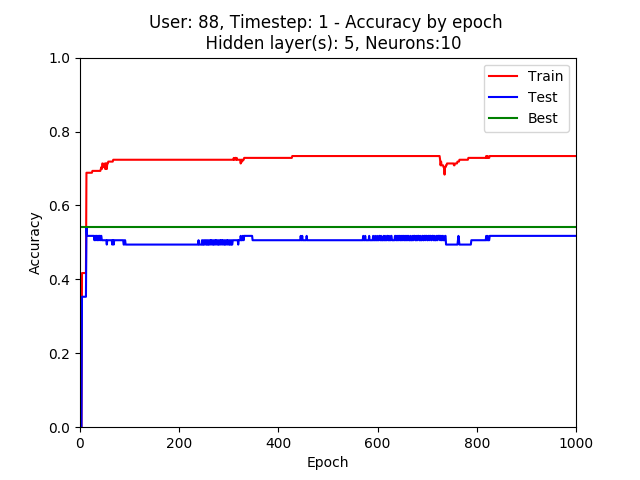 User: 88, Timestep: 1 - Accuracy by epoch
Hidden layer(s): 5, Neurons:10
1.0
0.8
0.6
0.4
0.2
0.0
Accuracy
Train
Test
Best
0 200 400 600 800 1000
Epoch